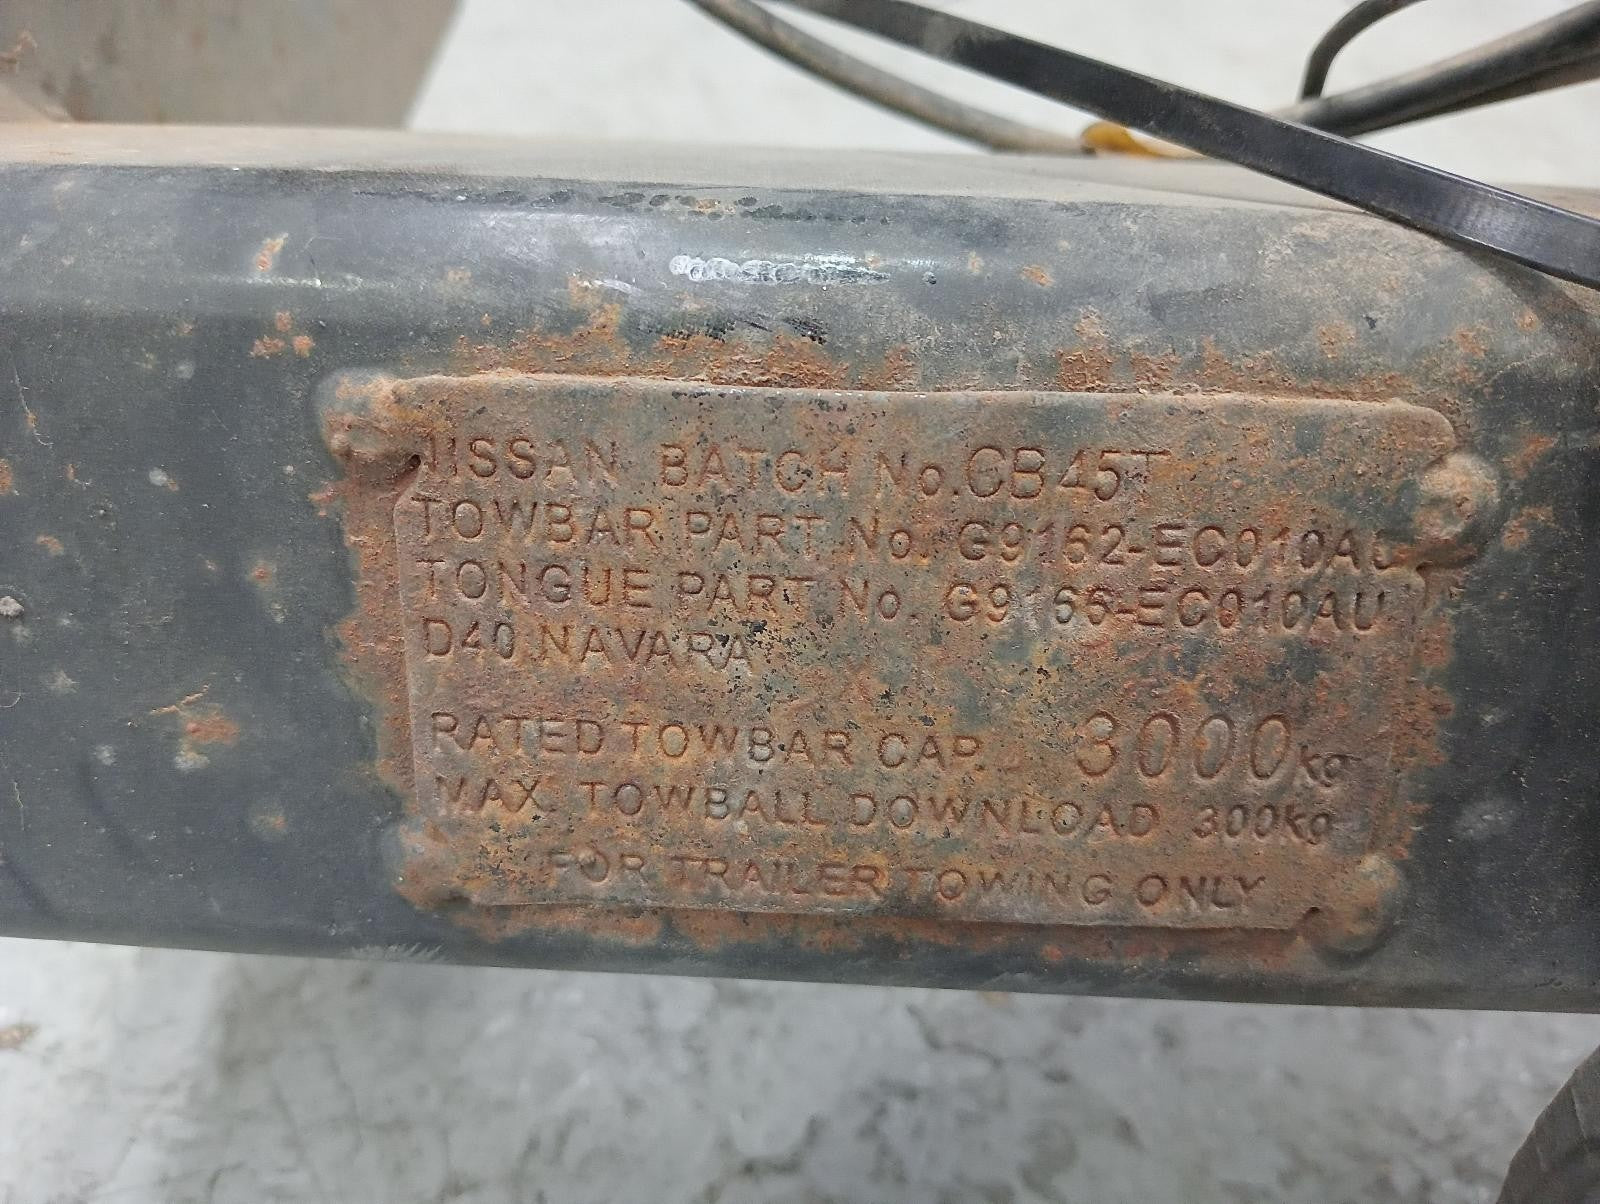 NISSAN BATCH No. CB45T
TOWBAR PART No. G9162-EC010AU
TONGUE PART No. G9166-EC010AU
D40 NAVARA
RATED TOWBAR CAP. 3000kg
MAX. TOWBALL DOWNLOAD 300kg
FOR TRAILER TOWING ONLY